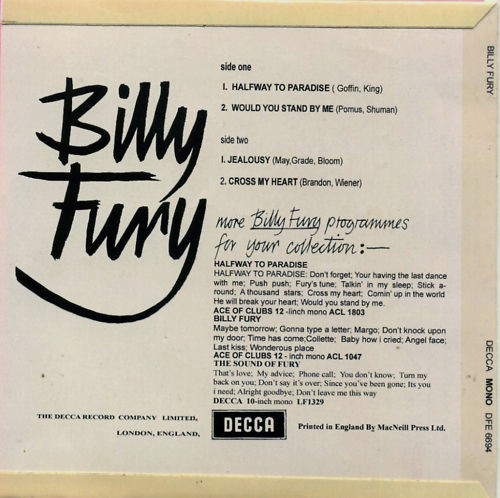 Billy
Fury
side one
1. HALFWAY TO PARADISE ( Goffin, King)
2. WOULD YOU STAND BY ME (Pomus, Shuman)
side two
1. JEALOUSY (May,Grade, Bloom)
2. CROSS MY HEART (Brandon, Wiener)
more Billy Fury programmes
for your collection:—
HALFWAY TO PARADISE
HALFWAY TO PARADISE: Don't forget; Your having the last dance
with me; Push push; Fury's tune; Talkin' in my sleep; Stick a-
round; A thousand stars; Cross my heart; Comin' up in the world
He will break your heart; Would you stand by me.
ACE OF CLUBS 12 -Iinch mono ACL 1803
BILLY FURY
Maybe tomorrow; Gonna type a letter; Margo; Don't knock upon
my door; Time has come;Collette; Baby how i cried; Angel face;
Last kiss; Wonderous place
ACE OF CLUBS 12 - inch mono ACL 1047
THE SOUND OF FURY
That's love; My advice; Phone call; You don't know; Turn my
back on you; Don't say it's over; Since you've been gone; Its you
i need; Alright goodbye; Don't leave me this way
DECCA 10-inch mono LF1329
THE DECCA RECORD COMPANY LIMITED,
LONDON, ENGLAND,
DECCA
Printed in England By MacNeill Press Ltd.
BILLY FURY
DECCA MONO DFE 6694